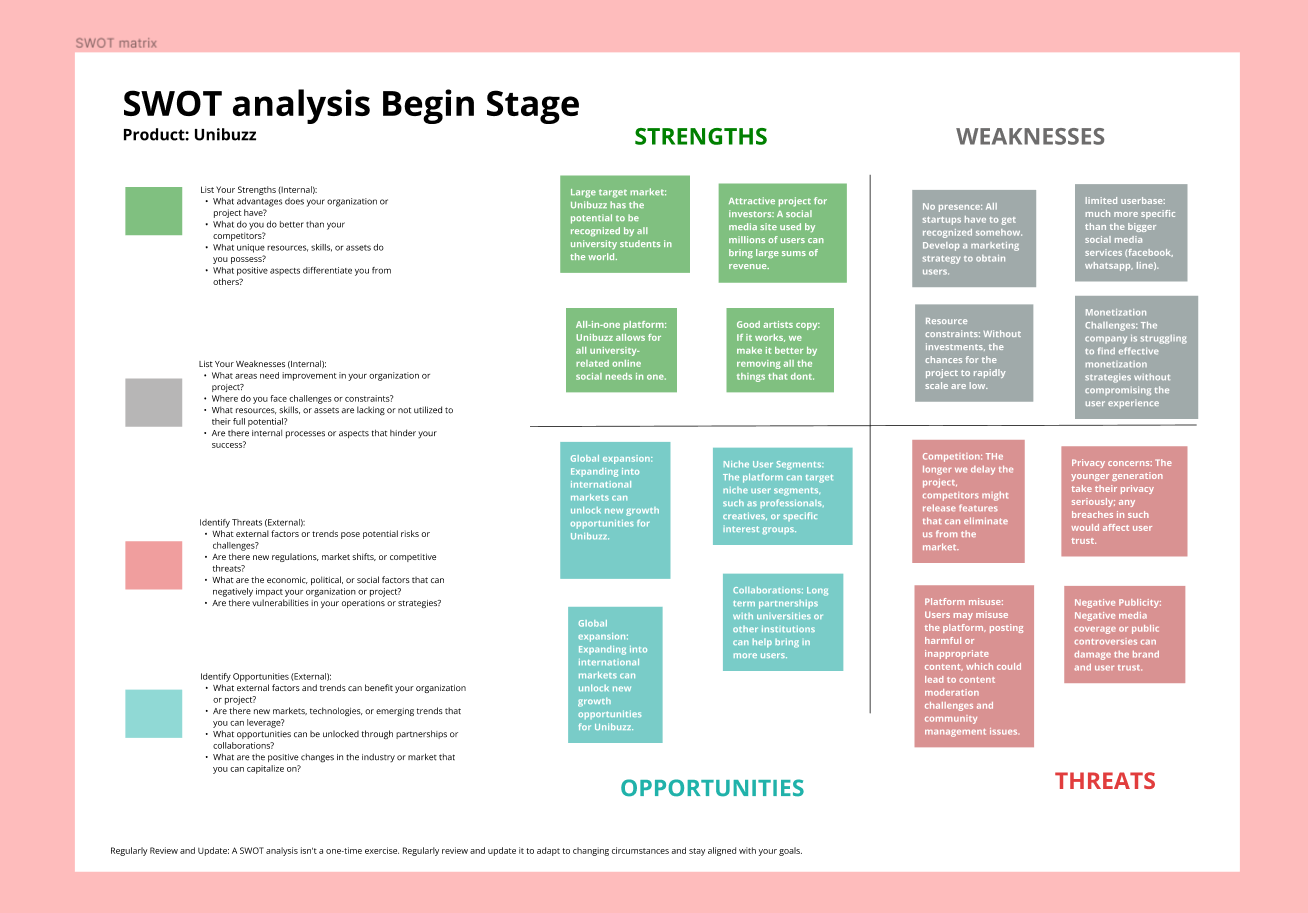 SWOT matrix
SWOT analysis Begin Stage
Product: Unibuzz
List Your Strengths (Internal):
• What advantages does your organization or
project have?
• What do you do better than your
competitors?
• What unique resources, skills, or assets do
you possess?
• What positive aspects differentiate you from
others?
List Your Weaknesses (Internal):
• What areas need improvement in your organization or
project?
• Where do you face challenges or constraints?
• What resources, skills, or assets are lacking or not utilized to
their full potential?
• Are there internal processes or aspects that hinder your
success?
Identify Threats (External):
• What external factors or trends pose potential risks or
challenges?
• Are there new regulations, market shifts, or competitive
threats?
• What are the economic, political, or social factors that can
negatively impact your organization or project?
• Are there vulnerabilities in your operations or strategies?
Identify Opportunities (External):
• What external factors and trends can benefit your organization
or project?
• Are there new markets, technologies, or emerging trends that
you can leverage?
• What opportunities can be unlocked through partnerships or
collaborations?
• What are the positive changes in the industry or market that
you can capitalize on?
STRENGTHS
Large target market:
Unibuzz has the
potential to be
recognized by all
university students in
the world.
Attractive project for
investors: A social
media site used by
millions of users can
bring large sums of
revenue.
All-in-one platform:
Unibuzz allows for
all university-
related online
social needs in one.
Good artists copy:
If it works, we
make it better by
removing all the
things that dont.
WEAKNESSES
No presence: All
startups have to get
recognized somehow.
Develop a marketing
strategy to obtain
users.
limited userbase:
much more specific
than the bigger
social media
services (facebook,
whatsapp, line).
Resource
constraints: Without
investments, the
chances for the
project to rapidly
scale are low.
Monetization
Challenges: The
company is struggling
to find effective
monetization
strategies without
compromising the
user experience
Global expansion:
Expanding into
international
markets can
unlock new growth
opportunities for
Unibuzz.
Niche User Segments:
The platform can target
niche user segments,
such as professionals,
creatives, or specific
interest groups.
Global
expansion:
Expanding into
international
markets can
unlock new
growth
opportunities
for Unibuzz.
Collaborations: Long
term partnerships
with universities or
other institutions
can help bring in
more users.
OPPORTUNITIES
Competition: THe
longer we delay the
project,
competitors might
release features
that can eliminate
us from the
market.
Privacy concerns: The
younger generation
take their privacy
seriously; any
breaches in such
would affect user
trust.
Platform misuse:
Users may misuse
the platform, posting
harmful or
inappropriate
content, which could
lead to content
moderation
challenges and
community
management issues.
Negative Publicity:
Negative media
coverage or public
controversies can
damage the brand
and user trust.
THREATS
Regularly Review and Update: A SWOT analysis isn't a one-time exercise. Regularly review and update it to adapt to changing circumstances and stay aligned with your goals.